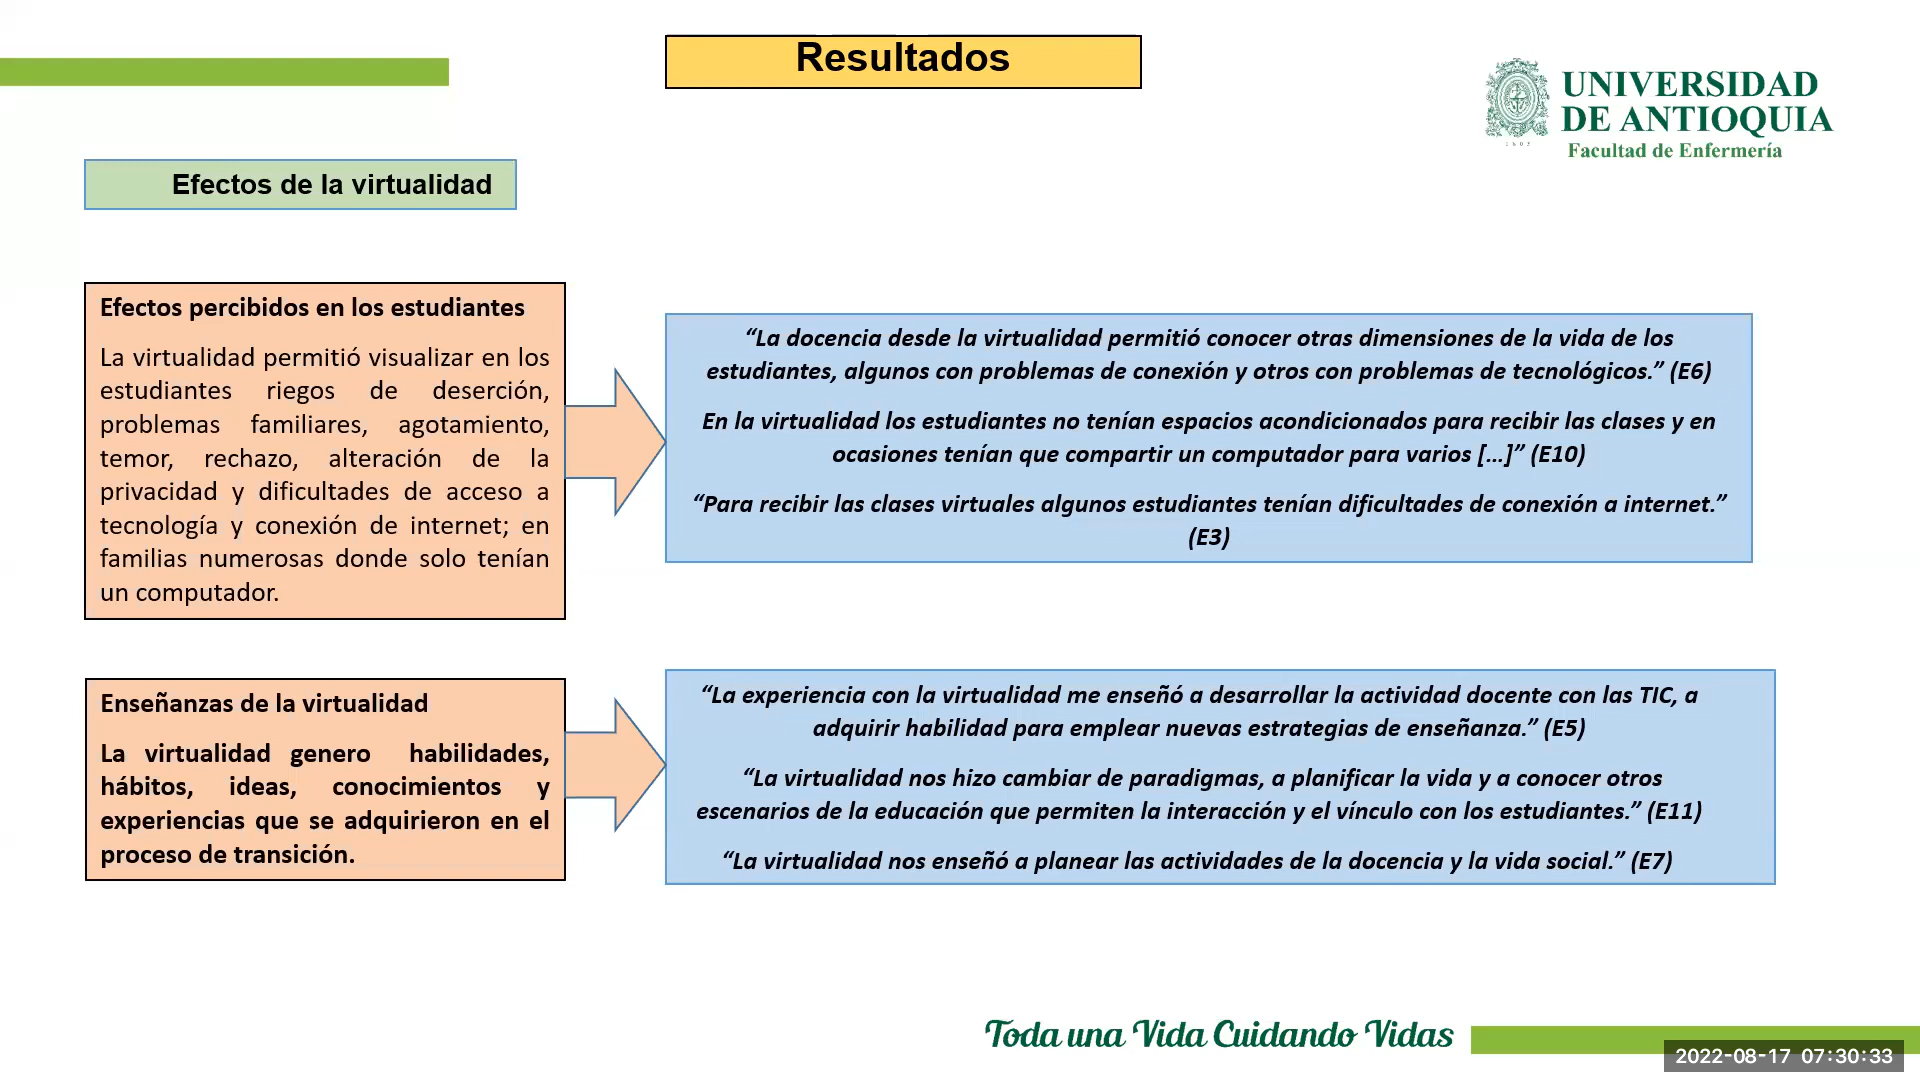 Resultados
UNIVERSIDAD
DE ANTIOQUIA
Facultad de Enfermería
1803
Efectos de la virtualidad
Efectos percibidos en los estudiantes
La virtualidad permitió visualizar en los
estudiantes riegos de deserción,
problemas familiares, agotamiento,
temor, rechazo, alteración de la
privacidad y dificultades de acceso a
tecnología y conexión de internet; en
familias numerosas donde solo tenían
un computador.
“La docencia desde la virtualidad permitió conocer otras dimensiones de la vida de los
estudiantes, algunos con problemas de conexión y otros con problemas de tecnológicos.” (E6)
En la virtualidad los estudiantes no tenían espacios acondicionados para recibir las clases y en
ocasiones tenían que compartir un computador para varios [...]” (E10)
“Para recibir las clases virtuales algunos estudiantes tenían dificultades de conexión a internet.”
(E3)
Enseñanzas de la virtualidad
La virtualidad genero habilidades,
hábitos, ideas, conocimientos y
experiencias que se adquirieron en el
proceso de transición.
“La experiencia con la virtualidad me enseñó a desarrollar la actividad docente con las TIC, a
adquirir habilidad para emplear nuevas estrategias de enseñanza.” (E5)
“La virtualidad nos hizo cambiar de paradigmas, a planificar la vida y a conocer otros
escenarios de la educación que permiten la interacción y el vínculo con los estudiantes.” (E11)
“La virtualidad nos enseñó a planear las actividades de la docencia y la vida social.” (E7)
Toda una Vida Cuidando Vidas
2022-08-17 07:30:33